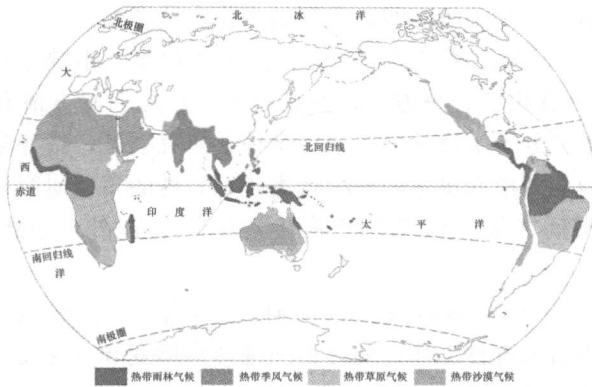 北冰洋
北极圈
大
北回归线
西
赤道
印度洋
太平洋
南回归线
洋
南极圈
热带雨林气候 热带季风气候 热带草原气候 热带沙漠气候